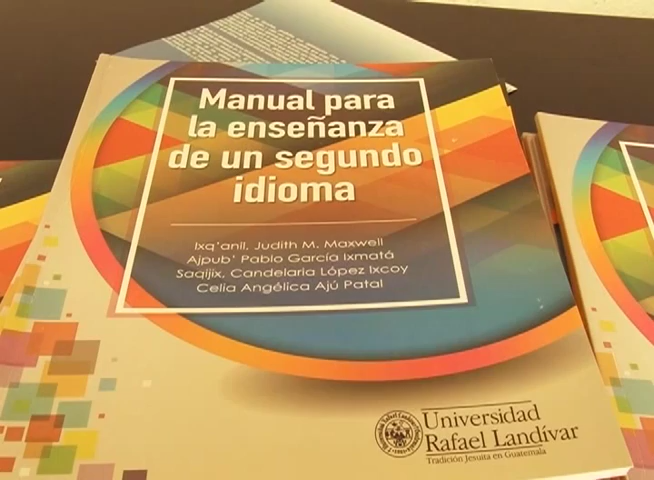 Manual para
la enseñanza
de un segundo
idioma
Ixq'anil, Judith M. Maxwell
Ajpub' Pablo García Ixmatá
Saqijix, Candelaria López Ixcoy
Celia Angélica Ajú Patal
Universidad
Rafael Landívar
Tradición Jesuita en Guatemala